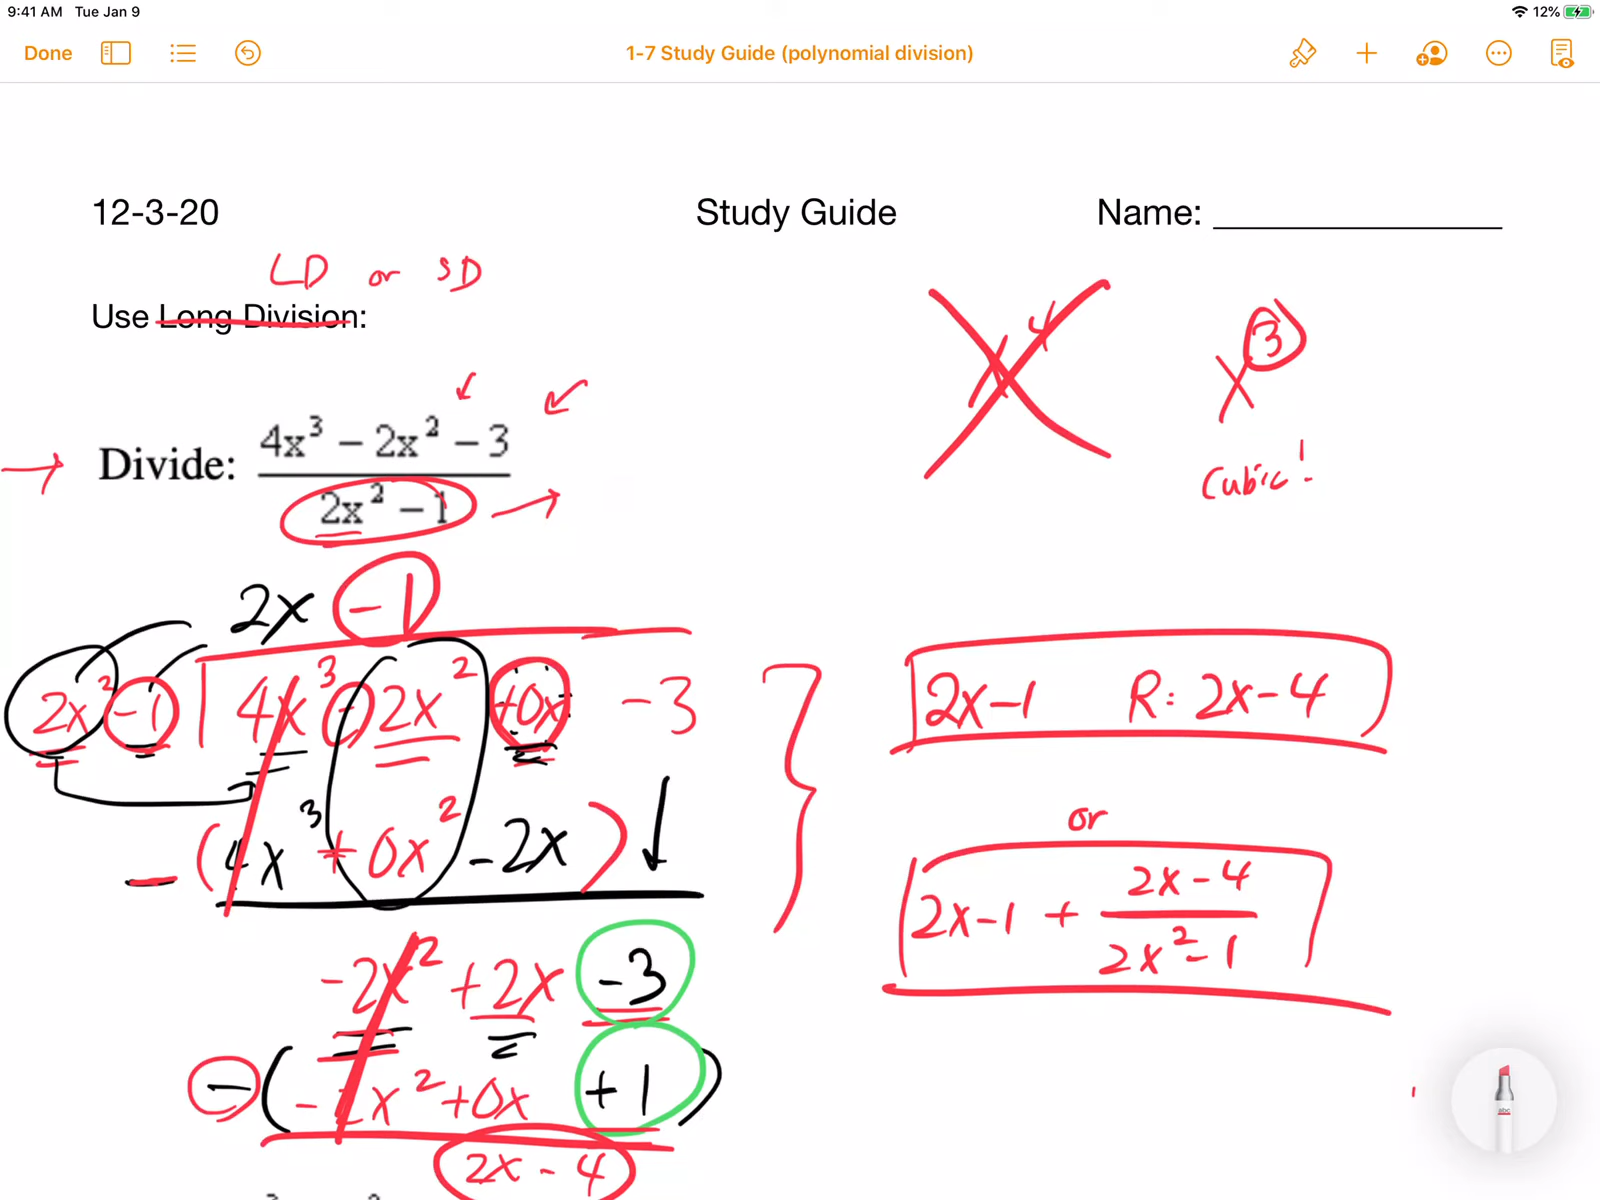 9:41 AM Tue Jan 9 12%
Done 1-7 Study Guide (polynomial division)
12-3-20 Study Guide Name: ________________
LD or SD
Use Long Division:
x⁴ x³
Cubic!
Divide: (4x³ − 2x² − 3)/(2x² − 1)
2x -1
2x² -1 | 4x³ - 2x² +0x - 3
-(4x³ + 0x² - 2x)
-2x² + 2x - 3
-(-2x² + 0x + 1)
2x - 4
2x-1 R: 2x-4
or
2x-1 + (2x-4)/(2x²-1)
abc